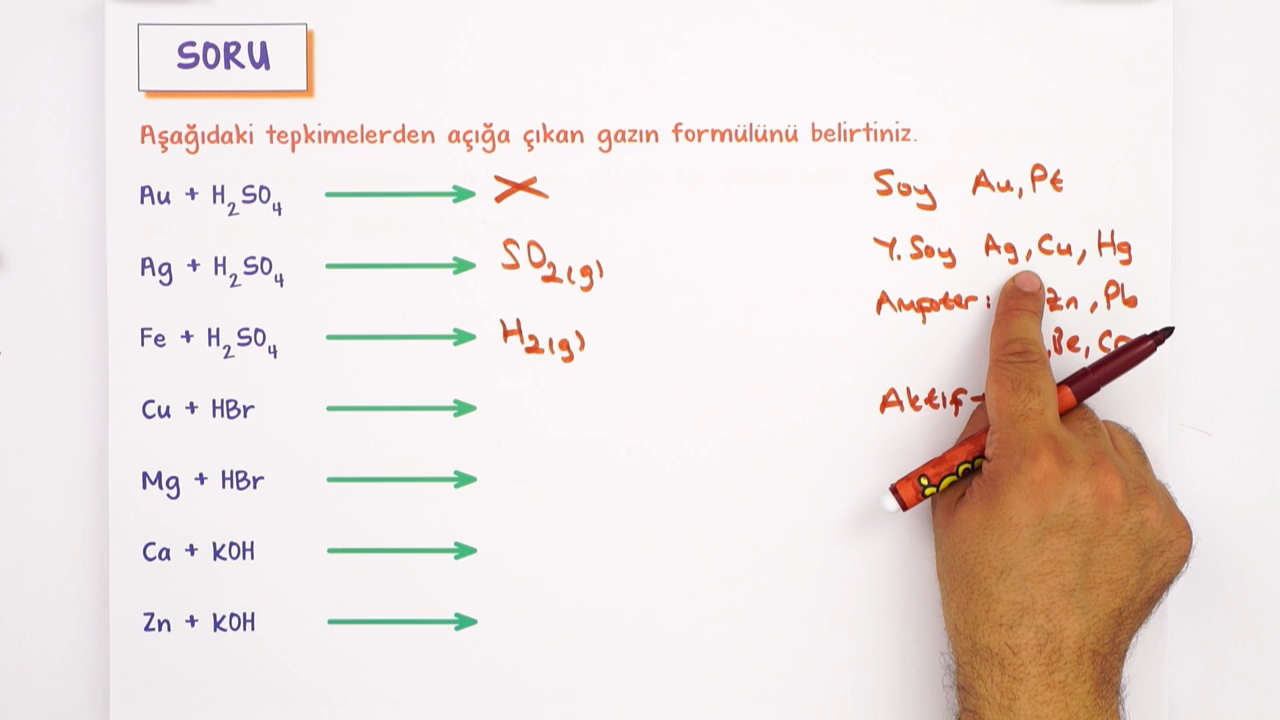 SORU
Aşağıdaki tepkimelerden açığa çıkan gazın formülünü belirtiniz.
Au + H₂SO₄
Soy Au, Pt
Ag + H₂SO₄ SO₂(g)
Y. Soy Ag, Cu, Hg
Amfoter: Zn, Pb
Fe + H₂SO₄ H₂(g)
, Be,
Cu + HBr
Aktif
Mg + HBr
Ca + KOH
Zn + KOH